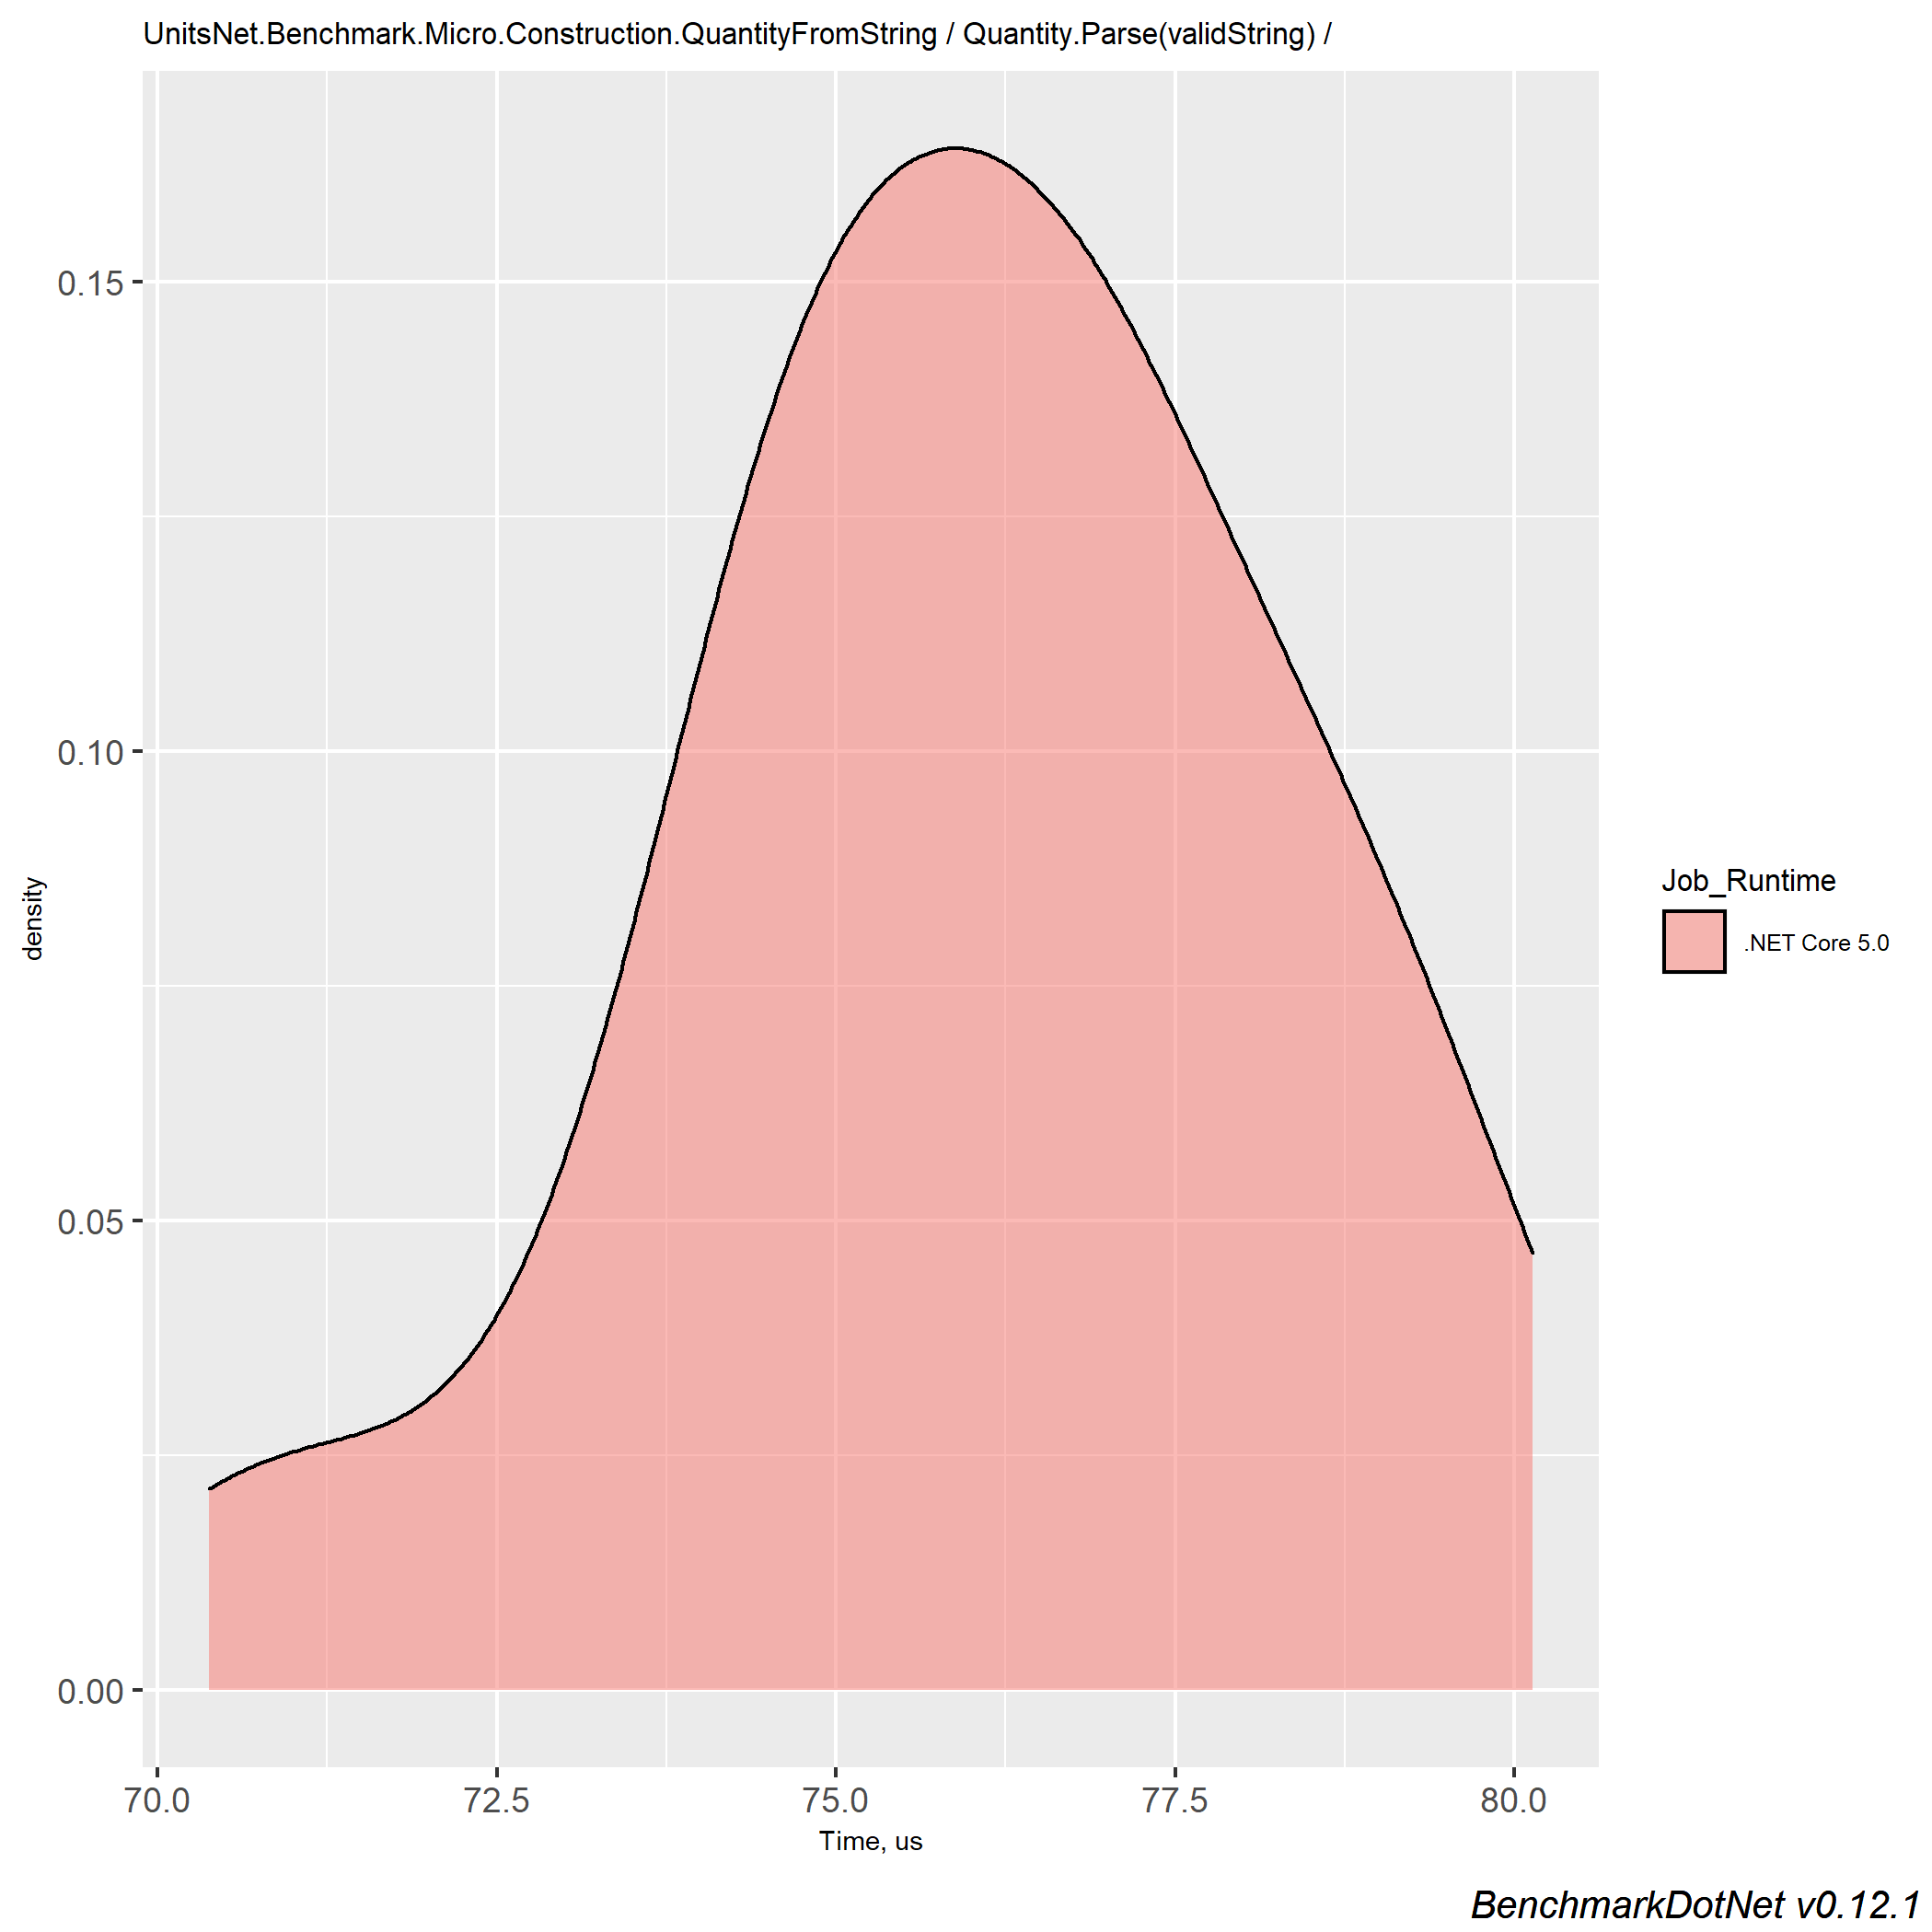 UnitsNet.Benchmark.Micro.Construction.QuantityFromString / Quantity.Parse(validString) /
0.15
0.10
0.05
0.00
density
70.0 72.5 75.0 77.5 80.0
Time, us
Job_Runtime
.NET Core 5.0
BenchmarkDotNet v0.12.1